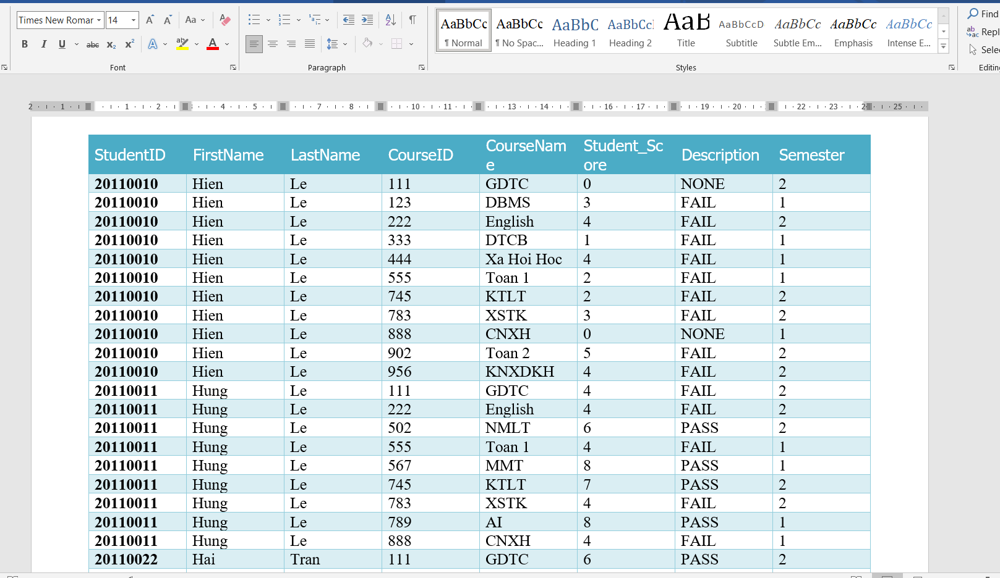 Times New Romar 14 Aa Find
AaBbCc AaBbCc AaBbC AaBbCc AaB AaBbCcD AaBbCc AaBbCc AaBbCc
Repl
B I U abc x₂ x² A ab A
¶ Normal ¶ No Spac... Heading 1 Heading 2 Title Subtitle Subtle Em... Emphasis Intense E...
Selec
Font Paragraph Styles Editing
2 1 1 2 4 5 7 8 10 11 13 14 16 17 19 20 22 23 2 25
StudentID FirstName LastName CourseID CourseName Student_Score Description Semester
20110010 Hien Le 111 GDTC 0 NONE 2
20110010 Hien Le 123 DBMS 3 FAIL 1
20110010 Hien Le 222 English 4 FAIL 2
20110010 Hien Le 333 DTCB 1 FAIL 1
20110010 Hien Le 444 Xa Hoi Hoc 4 FAIL 1
20110010 Hien Le 555 Toan 1 2 FAIL 1
20110010 Hien Le 745 KTLT 2 FAIL 2
20110010 Hien Le 783 XSTK 3 FAIL 2
20110010 Hien Le 888 CNXH 0 NONE 1
20110010 Hien Le 902 Toan 2 5 FAIL 2
20110010 Hien Le 956 KNXDKH 4 FAIL 2
20110011 Hung Le 111 GDTC 4 FAIL 2
20110011 Hung Le 222 English 4 FAIL 2
20110011 Hung Le 502 NMLT 6 PASS 2
20110011 Hung Le 555 Toan 1 4 FAIL 1
20110011 Hung Le 567 MMT 8 PASS 1
20110011 Hung Le 745 KTLT 7 PASS 2
20110011 Hung Le 783 XSTK 4 FAIL 2
20110011 Hung Le 789 AI 8 PASS 1
20110011 Hung Le 888 CNXH 4 FAIL 1
20110022 Hai Tran 111 GDTC 6 PASS 2